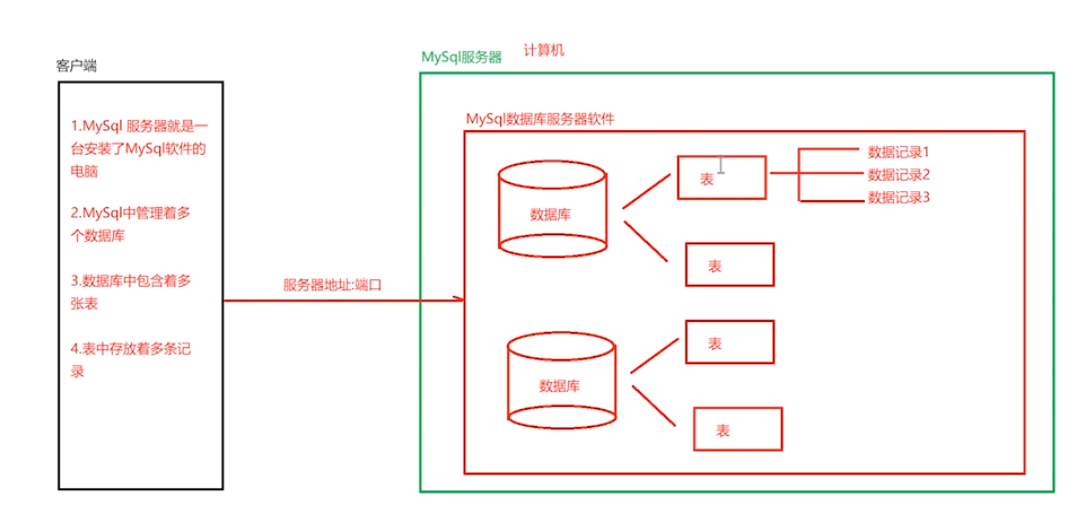 客户端
1.MySql 服务器就是一
台安装了MySql软件的
电脑
2.MySql中管理着多
个数据库
3.数据库中包含着多
张表
4.表中存放着多条记
录
服务器地址:端口
MySql服务器
计算机
MySql数据库服务器软件
数据库
表
数据记录1
数据记录2
数据记录3
表
数据库
表
表